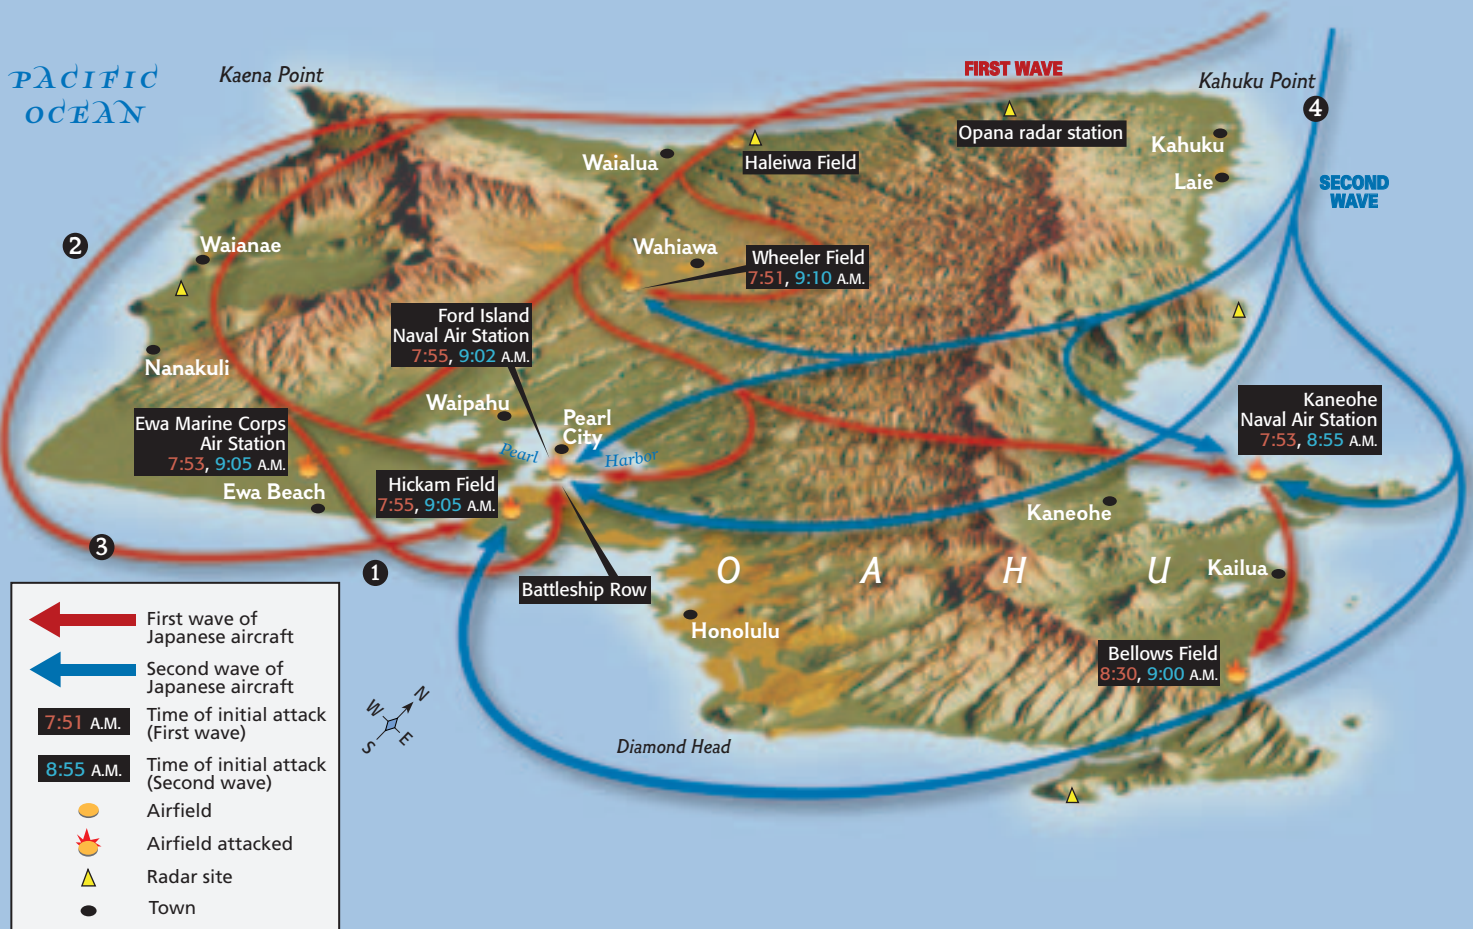 PACIFIC
OCEAN
Kaena Point
FIRST WAVE
Kahuku Point
4
Opana radar station
Kahuku
Waialua
Haleiwa Field
Laie
SECOND
WAVE
2
Waianae
Wahiawa
Wheeler Field
7:51, 9:10 A.M.
Ford Island
Naval Air Station
7:55, 9:02 A.M.
Nanakuli
Waipahu
Pearl
City
Kaneohe
Naval Air Station
7:53, 8:55 A.M.
Ewa Marine Corps
Air Station
7:53, 9:05 A.M.
Pearl Harbor
Hickam Field
7:55, 9:05 A.M.
Ewa Beach
Kaneohe
3
1
Battleship Row
O A H U
Kailua
Honolulu
Bellows Field
8:30, 9:00 A.M.
Diamond Head
N
W
E
S
First wave of
Japanese aircraft
Second wave of
Japanese aircraft
7:51 A.M.
Time of initial attack
(First wave)
8:55 A.M.
Time of initial attack
(Second wave)
Airfield
Airfield attacked
Radar site
Town